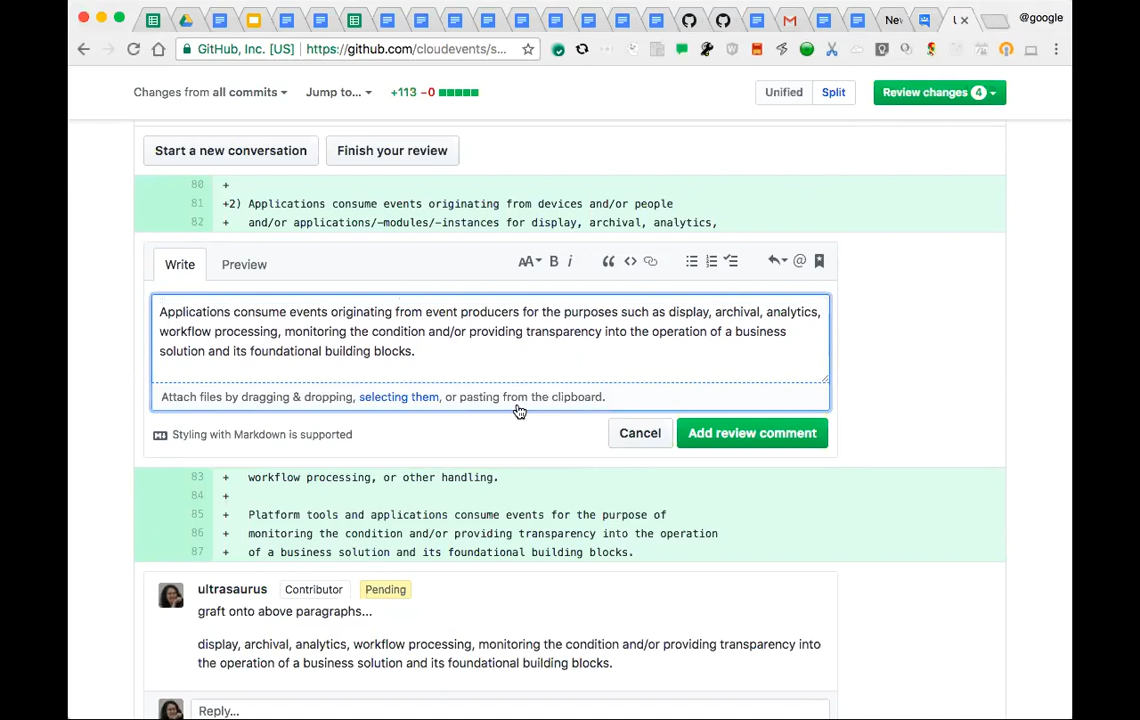 Nev
@google
GitHub, Inc. [US]
https://github.com/cloudevents/s...
Changes from all commits
Jump to...
+113 −0
Unified
Split
Review changes 4
Start a new conversation
Finish your review
80 +
81 +2) Applications consume events originating from devices and/or people
82 + and/or applications/-modules/-instances for display, archival, analytics,
Write
Preview
AA B i
Applications consume events originating from event producers for the purposes such as display, archival, analytics,
workflow processing, monitoring the condition and/or providing transparency into the operation of a business
solution and its foundational building blocks.
Attach files by dragging & dropping, selecting them, or pasting from the clipboard.
Styling with Markdown is supported
Cancel
Add review comment
83 + workflow processing, or other handling.
84 +
85 + Platform tools and applications consume events for the purpose of
86 + monitoring the condition and/or providing transparency into the operation
87 + of a business solution and its foundational building blocks.
ultrasaurus
Contributor
Pending
graft onto above paragraphs...
display, archival, analytics, workflow processing, monitoring the condition and/or providing transparency into
the operation of a business solution and its foundational building blocks.
Reply...